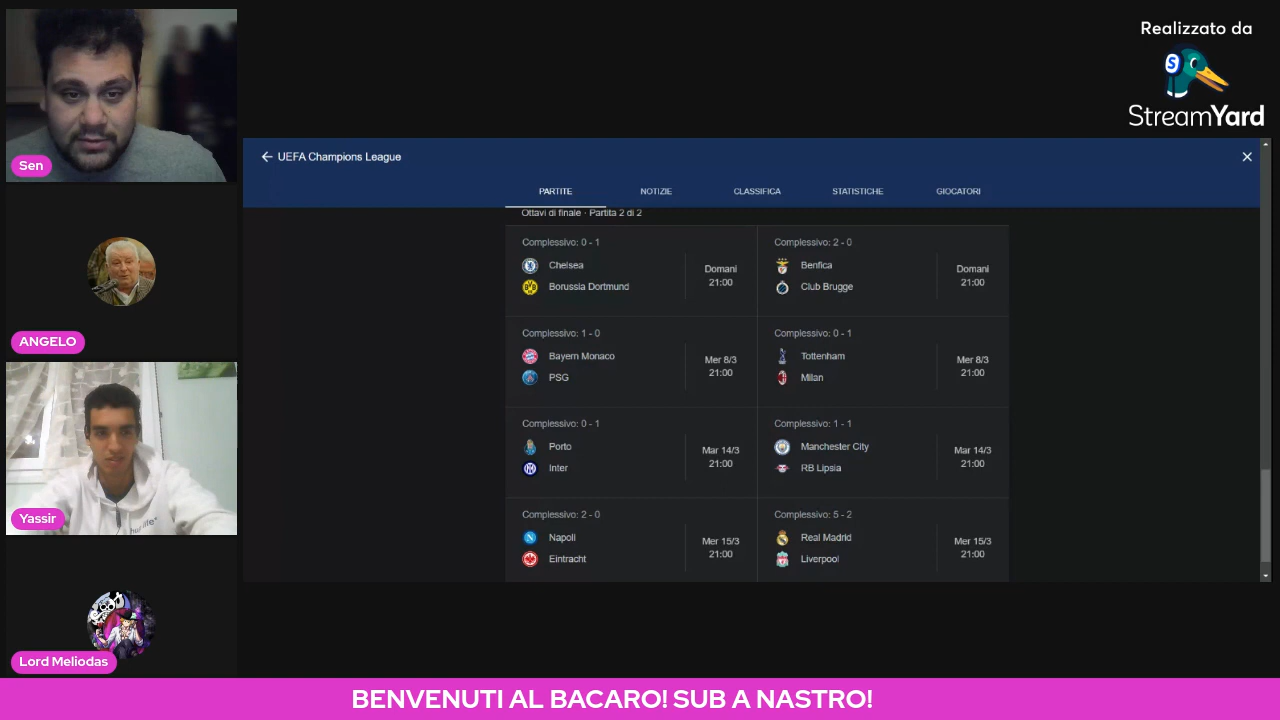 Realizzato da
StreamYard
Sen
ANGELO
Yassir
Lord Meliodas
UEFA Champions League
PARTITE
NOTIZIE
CLASSIFICA
STATISTICHE
GIOCATORI
Ottavi di finale · Partita 2 di 2
Complessivo: 0 - 1
Chelsea
Borussia Dortmund
Domani
21:00
Complessivo: 2 - 0
Benfica
Club Brugge
Domani
21:00
Complessivo: 1 - 0
Bayern Monaco
PSG
Mer 8/3
21:00
Complessivo: 0 - 1
Tottenham
Milan
Mer 8/3
21:00
Complessivo: 0 - 1
Porto
Inter
Mar 14/3
21:00
Complessivo: 1 - 1
Manchester City
RB Lipsia
Mar 14/3
21:00
Complessivo: 2 - 0
Napoli
Eintracht
Mer 15/3
21:00
Complessivo: 5 - 2
Real Madrid
Liverpool
Mer 15/3
21:00
BENVENUTI AL BACARO! SUB A NASTRO!